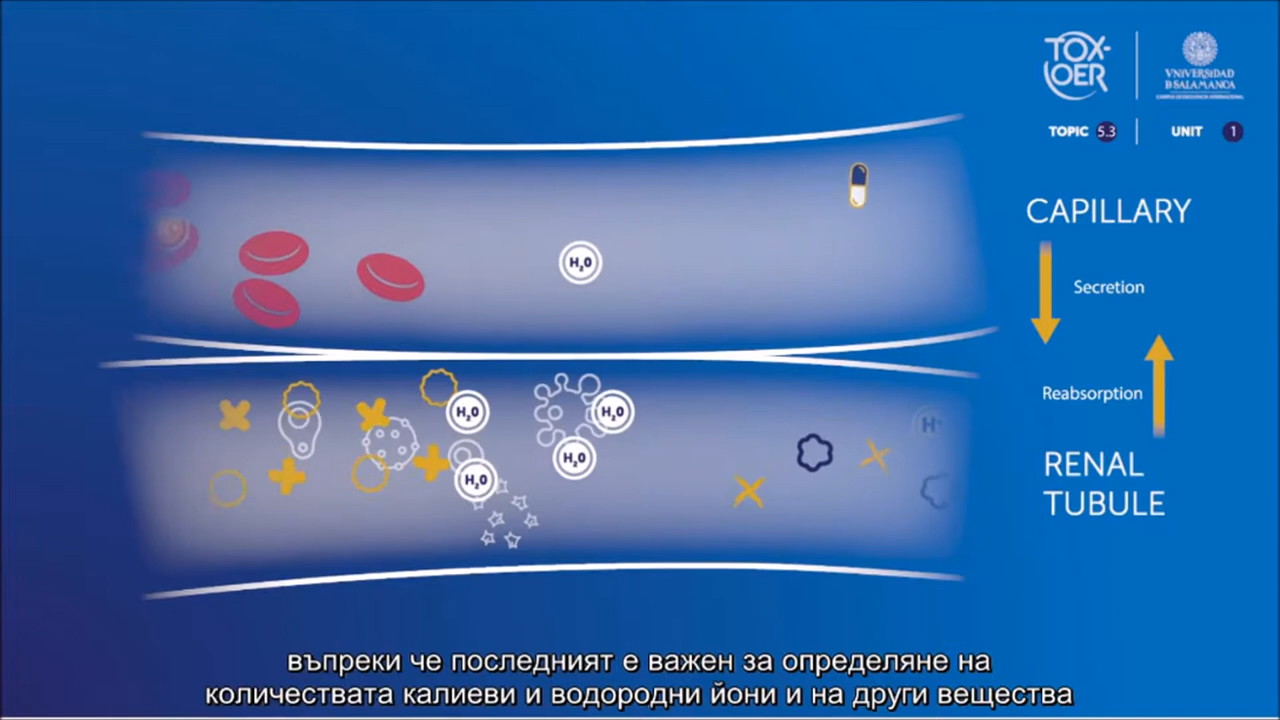 TOX-
OER
VNIVERSIDAD
D SALAMANCA
TOPIC 5.3
UNIT 1
CAPILLARY
Secretion
Reabsorption
RENAL
TUBULE
H₂O
H₂O
H₂O
H₂O
H₂O
H⁺
въпреки че последният е важен за определяне на
количествата калиеви и водородни йони и на други вещества